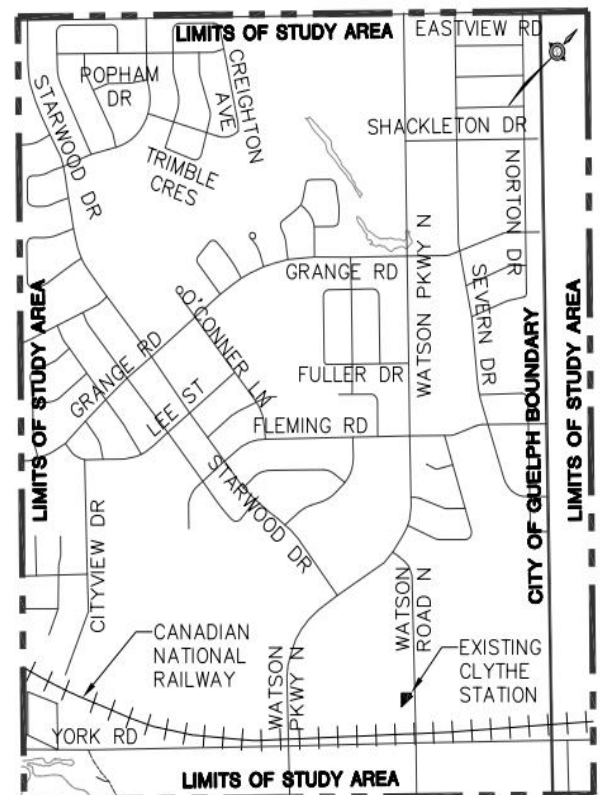 LIMITS OF STUDY AREA
EASTVIEW RD
POPHAM
DR
CREIGHTON
AVE
STARWOOD DR
TRIMBLE
CRES
SHACKLETON DR
NORTON DR
WATSON PKWY N
GRANGE RD
SEVERN DR
O'CONNER LN
LIMITS OF STUDY AREA
LIMITS OF STUDY AREA
CITY OF GUELPH BOUNDARY
GRANGE RD
LEE ST
FULLER DR
FLEMING RD
STARWOOD DR
CITYVIEW DR
WATSON
ROAD N
CANADIAN
NATIONAL
RAILWAY
WATSON
PKWY N
EXISTING
CLYTHE
STATION
YORK RD
LIMITS OF STUDY AREA